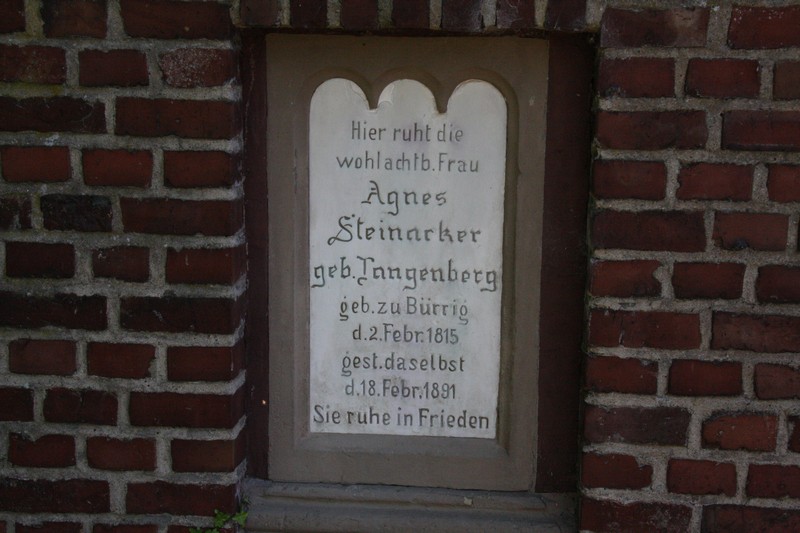 Hier ruht die
wohlachtb. Frau
Agnes
Steinacker
geb. Tangenberg
geb. zu Bürrig
d. 2. Febr. 1815
gest. daselbst
d. 18. Febr. 1891
Sie ruhe in Frieden